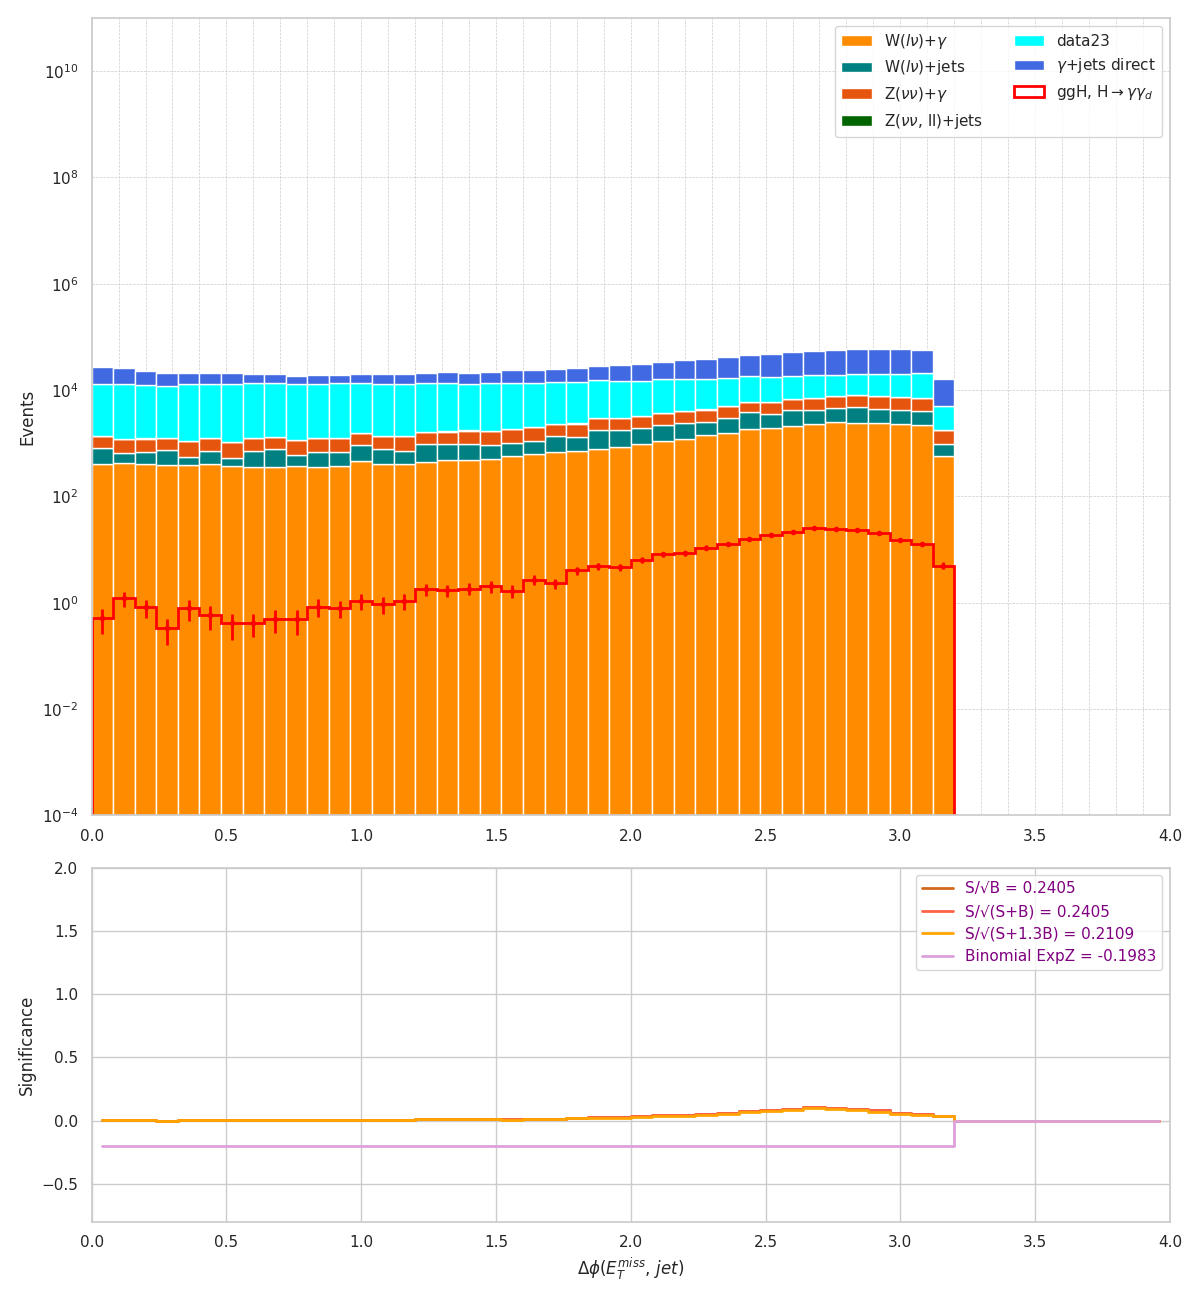 W(lν)+γ
W(lν)+jets
Z(νν)+γ
Z(νν, ll)+jets
data23
γ+jets direct
ggH, H→γγ_d
Events
10^10
10^8
10^6
10^4
10^2
10^0
10^−2
10^−4
0.0 0.5 1.0 1.5 2.0 2.5 3.0 3.5 4.0
S/√B = 0.2405
S/√(S+B) = 0.2405
S/√(S+1.3B) = 0.2109
Binomial ExpZ = -0.1983
Significance
2.0
1.5
1.0
0.5
0.0
−0.5
0.0 0.5 1.0 1.5 2.0 2.5 3.0 3.5 4.0
Δϕ(E_T^miss, jet)